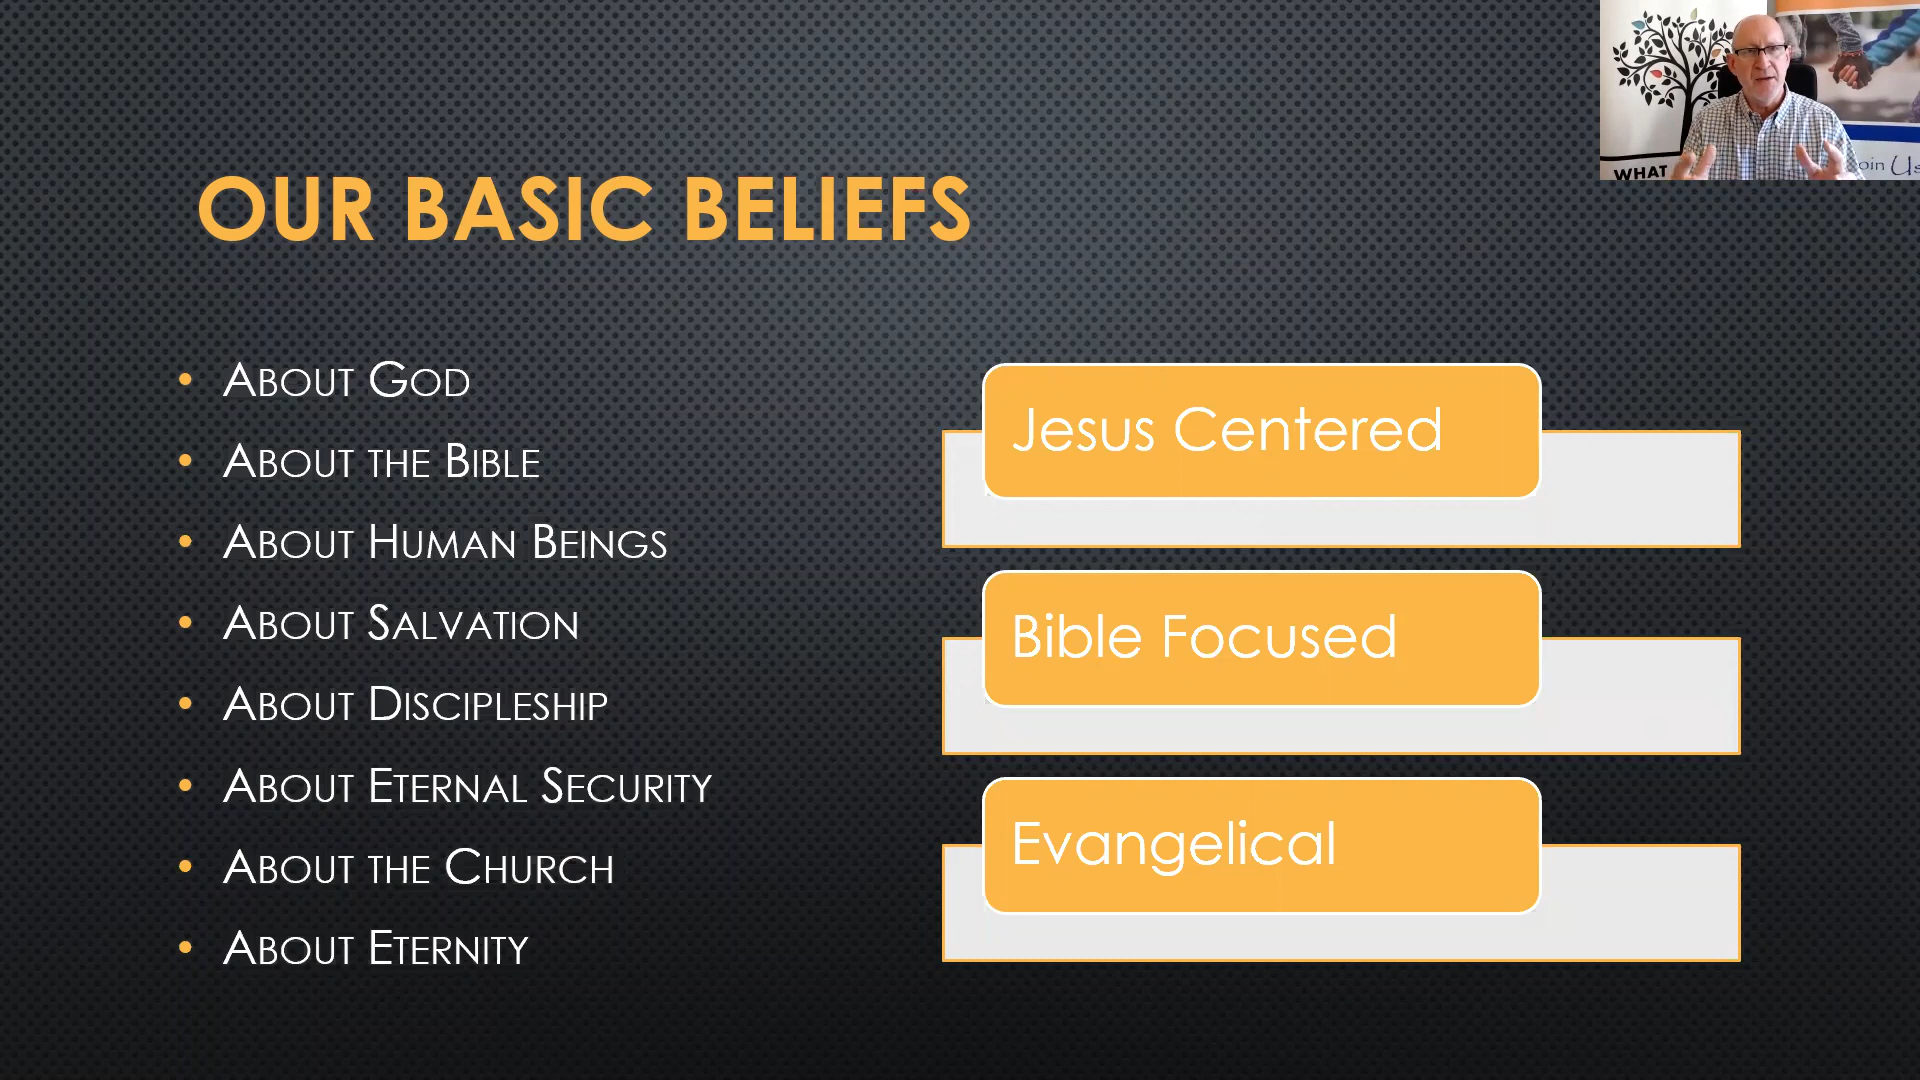 OUR BASIC BELIEFS
ABOUT GOD
ABOUT THE BIBLE
ABOUT HUMAN BEINGS
ABOUT SALVATION
ABOUT DISCIPLESHIP
ABOUT ETERNAL SECURITY
ABOUT THE CHURCH
ABOUT ETERNITY
Jesus Centered
Bible Focused
Evangelical
WHAT